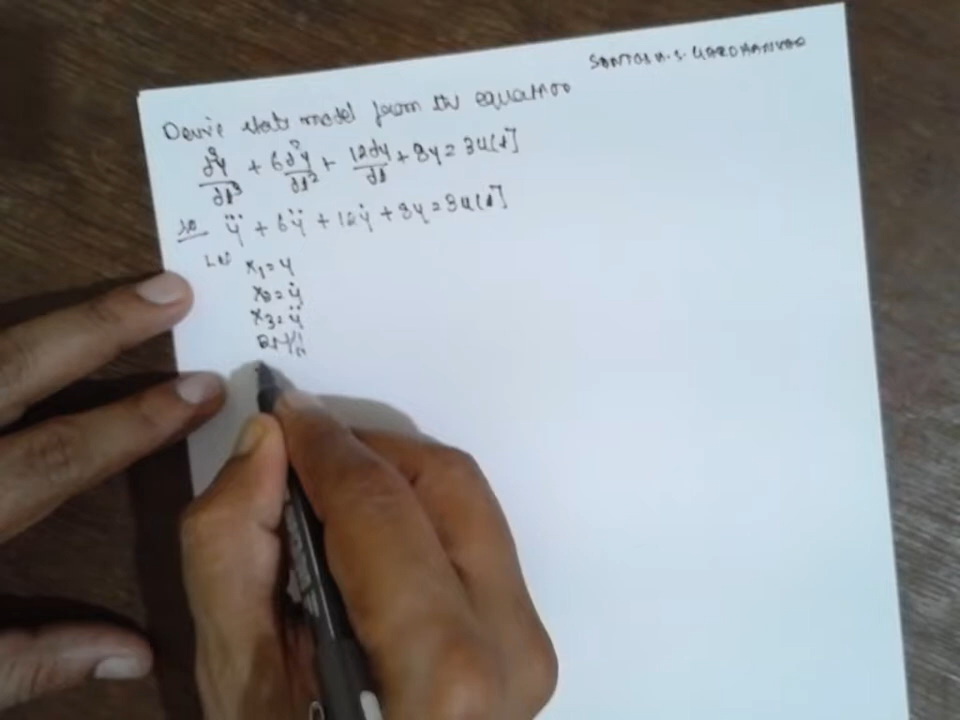 SANTOSH.S.
Derive state model from the equation
d³y/dt³ + 6d²y/dt² + 12dy/dt + 8y = 3u[t]
ÿ̇ + 6ÿ + 12ẏ + 8y = 3u[t]
Let x₁ = y
x₂ = ẏ
x₃ = ÿ